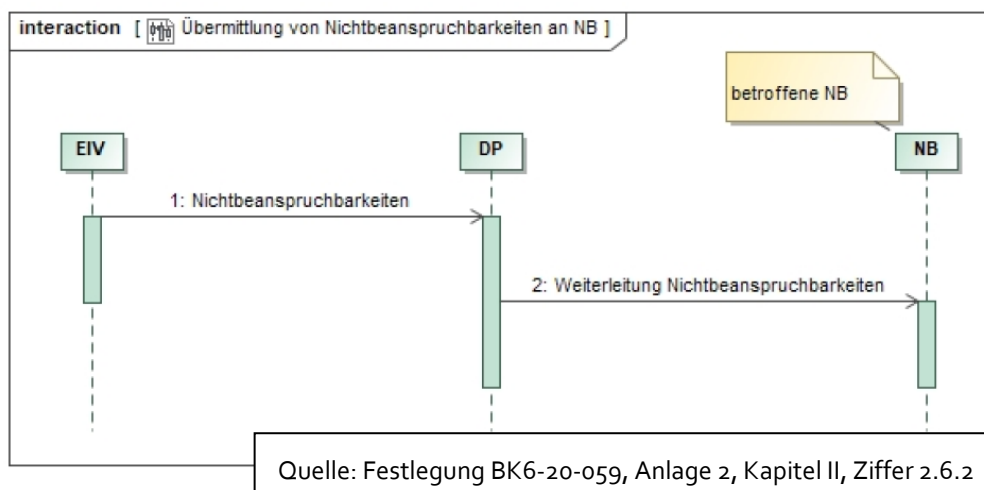 interaction [ Übermittlung von Nichtbeanspruchbarkeiten an NB ]
betroffene NB
EIV
DP
NB
1: Nichtbeanspruchbarkeiten
2: Weiterleitung Nichtbeanspruchbarkeiten
Quelle: Festlegung BK6-20-059, Anlage 2, Kapitel II, Ziffer 2.6.2